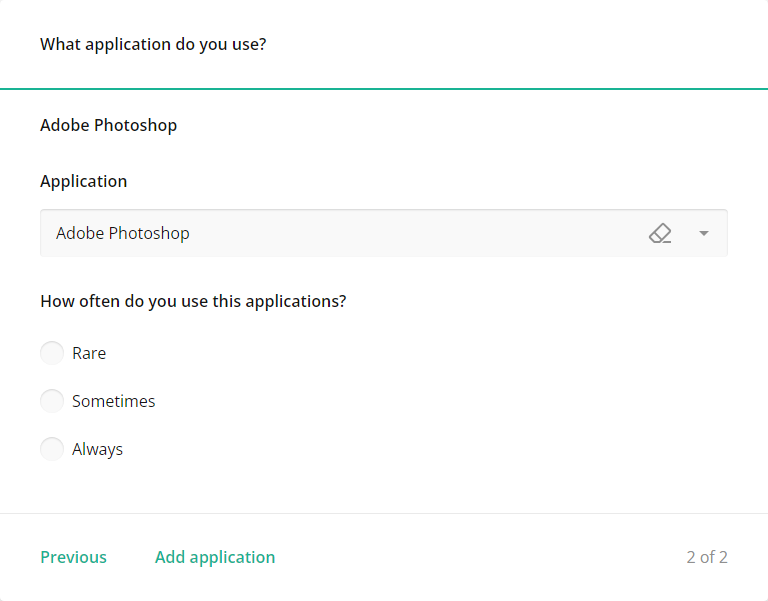 What application do you use?
Adobe Photoshop
Application
Adobe Photoshop
How often do you use this applications?
Rare
Sometimes
Always
Previous Add application 2 of 2